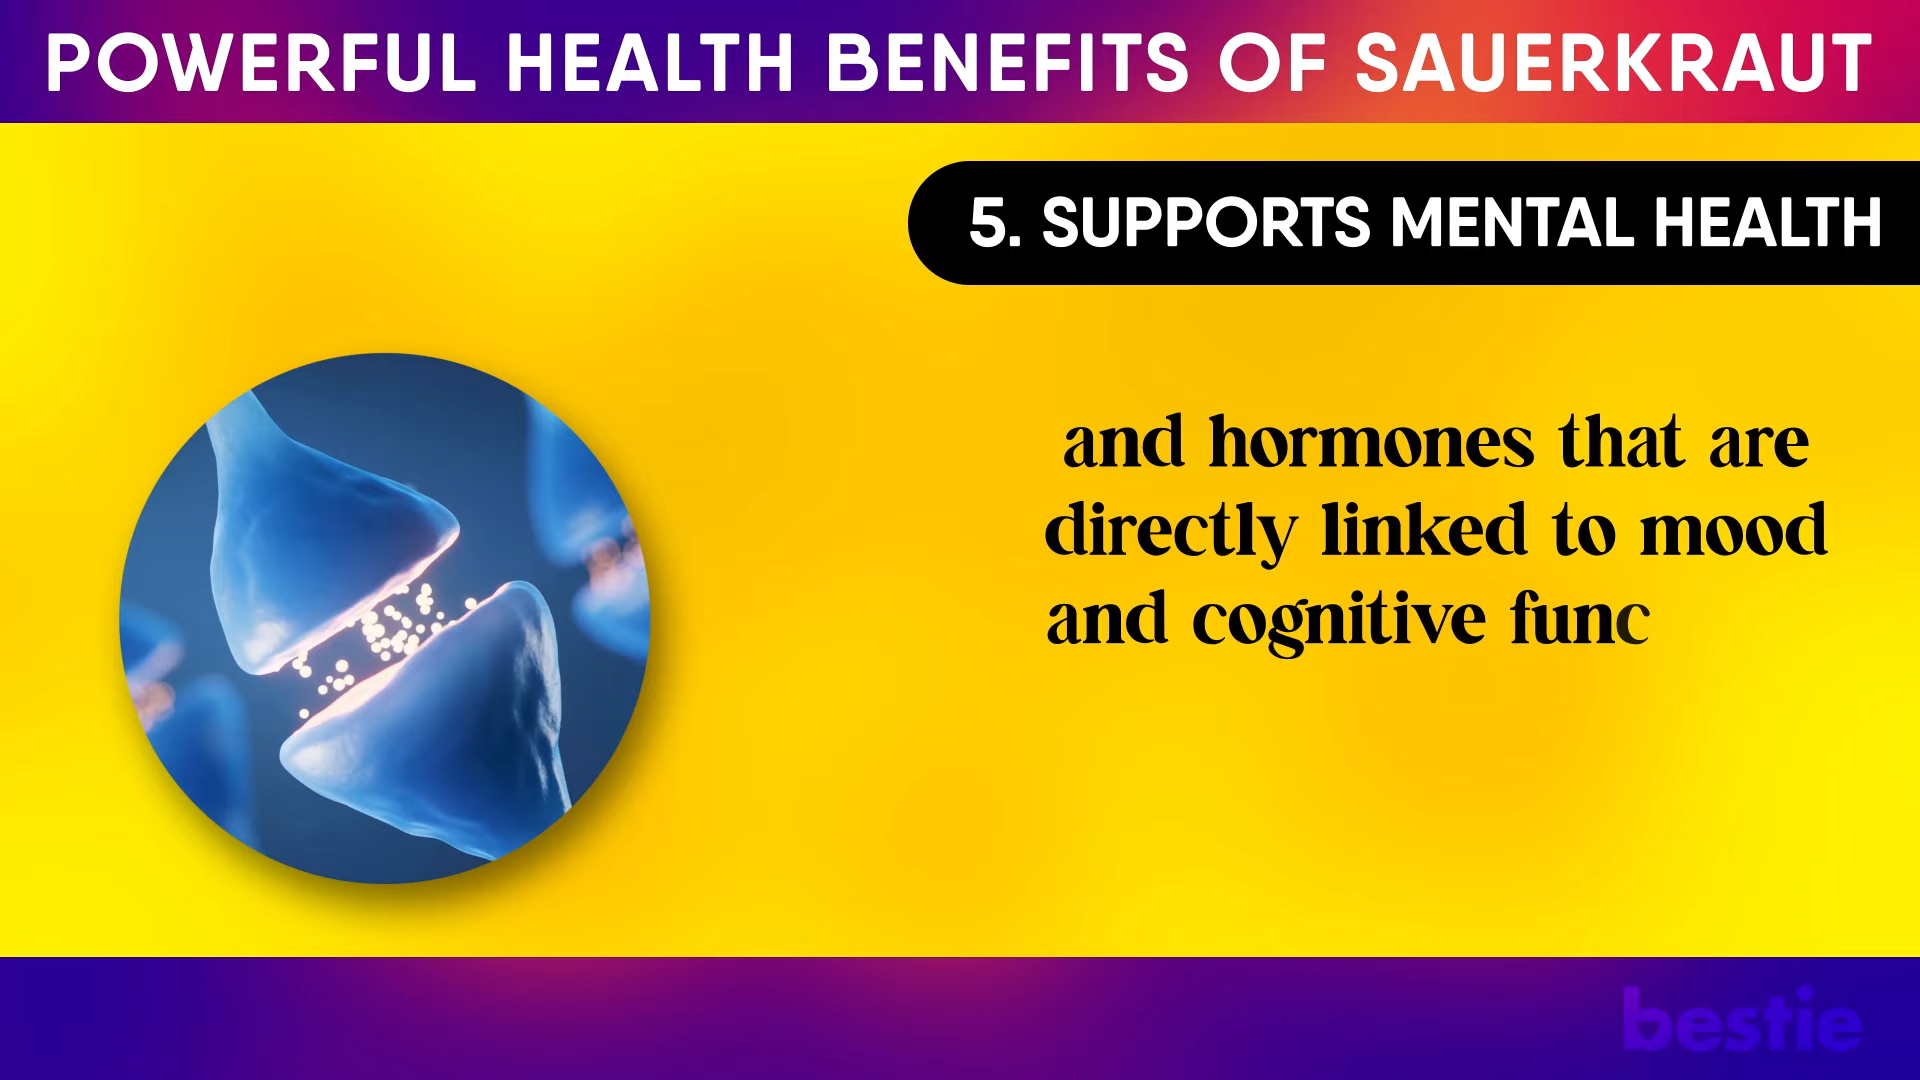 POWERFUL HEALTH BENEFITS OF SAUERKRAUT
5. SUPPORTS MENTAL HEALTH
and hormones that are
directly linked to mood
and cognitive func
bestie